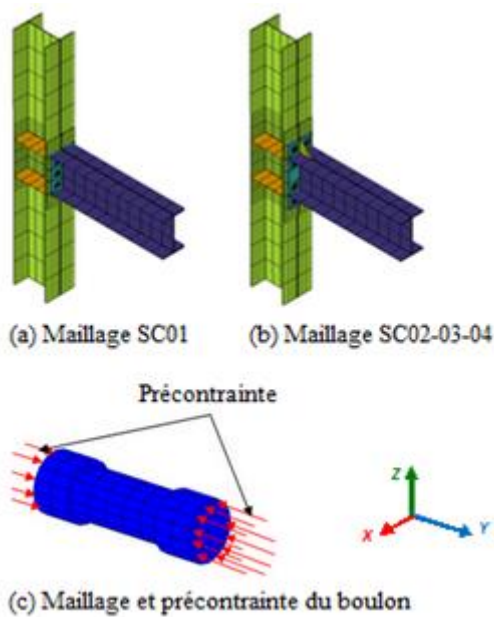 (a) Maillage SC01
(b) Maillage SC02-03-04
Précontrainte
Z
X
Y
(c) Maillage et précontrainte du boulon